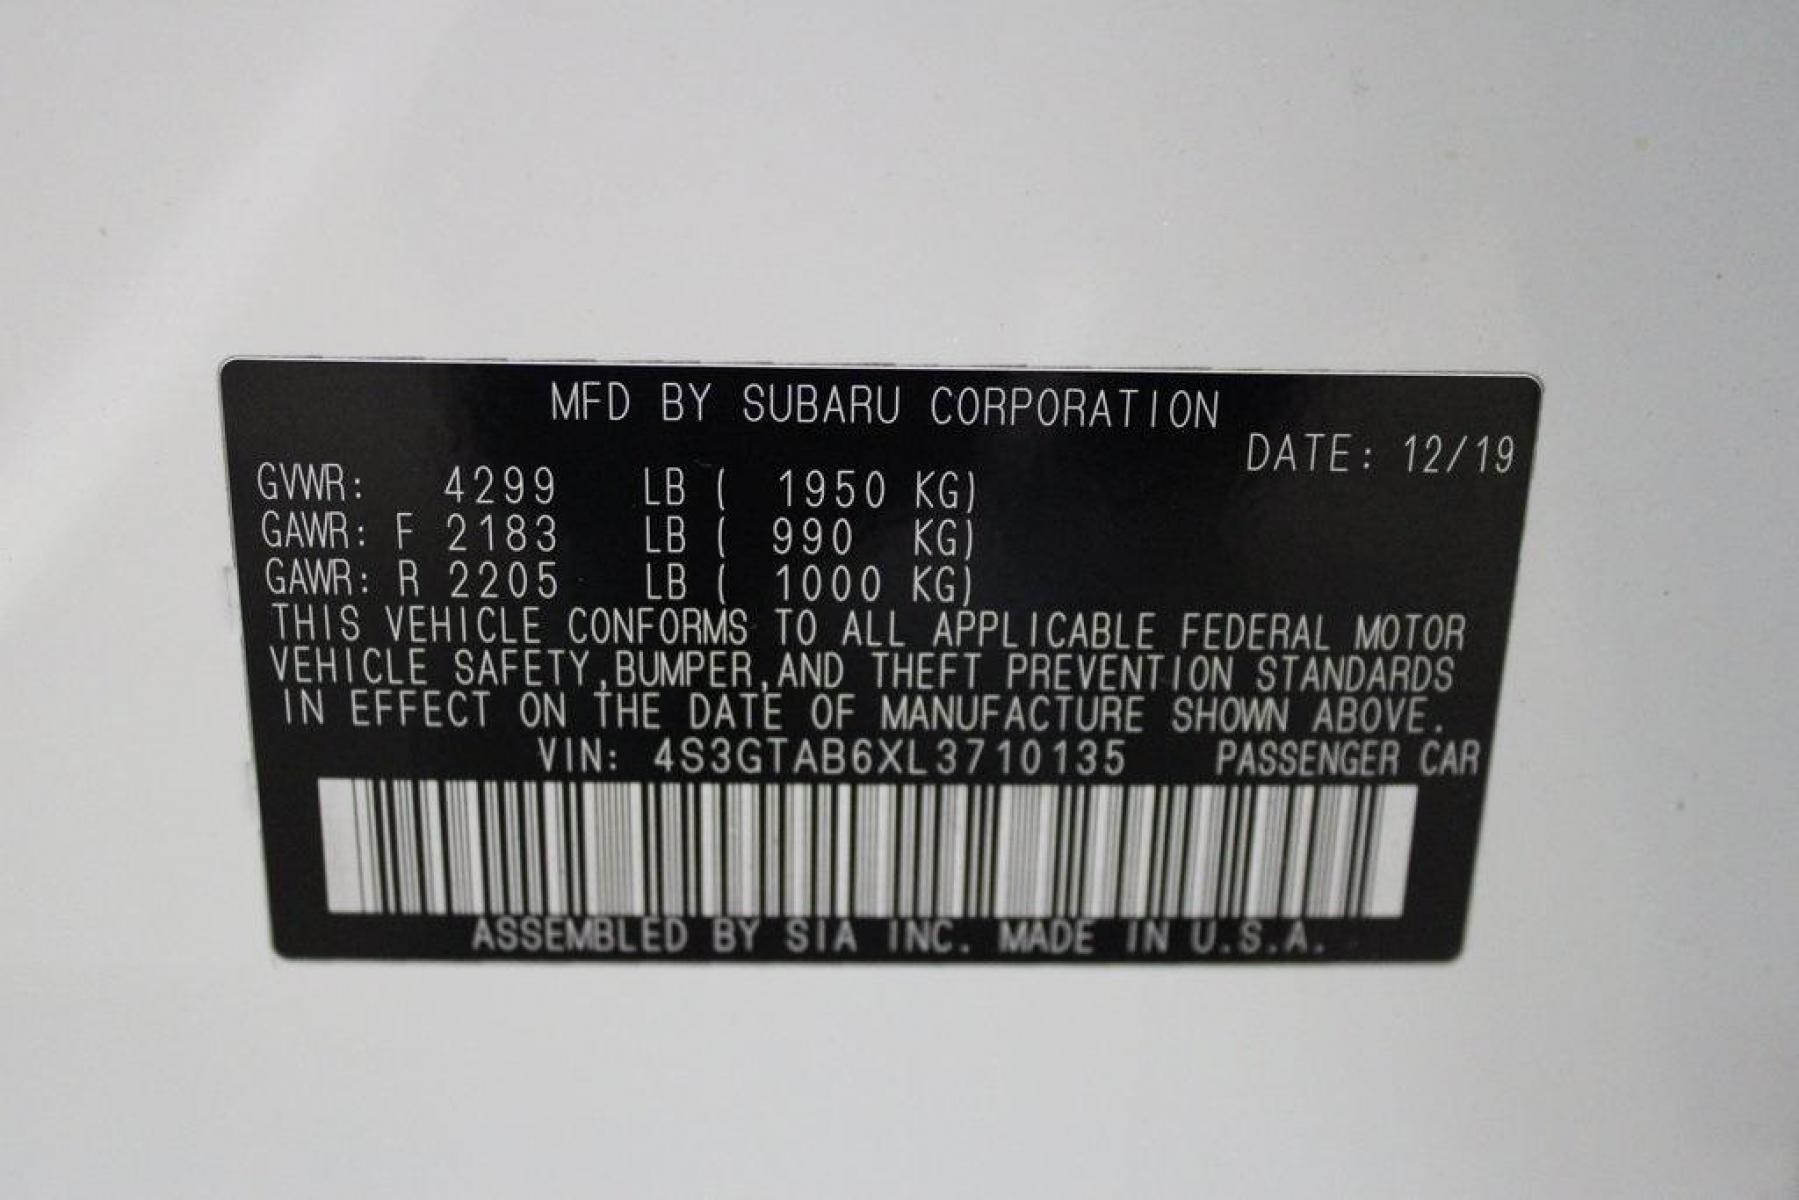 MFD BY SUBARU CORPORATION
DATE: 12/19
GVWR: 4299 LB ( 1950 KG)
GAWR: F 2183 LB ( 990 KG)
GAWR: R 2205 LB ( 1000 KG)
THIS VEHICLE CONFORMS TO ALL APPLICABLE FEDERAL MOTOR
VEHICLE SAFETY,BUMPER,AND THEFT PREVENTION STANDARDS
IN EFFECT ON THE DATE OF MANUFACTURE SHOWN ABOVE.
VIN: 4S3GTAB6XL3710135 PASSENGER CAR
ASSEMBLED BY SIA INC. MADE IN U.S.A.